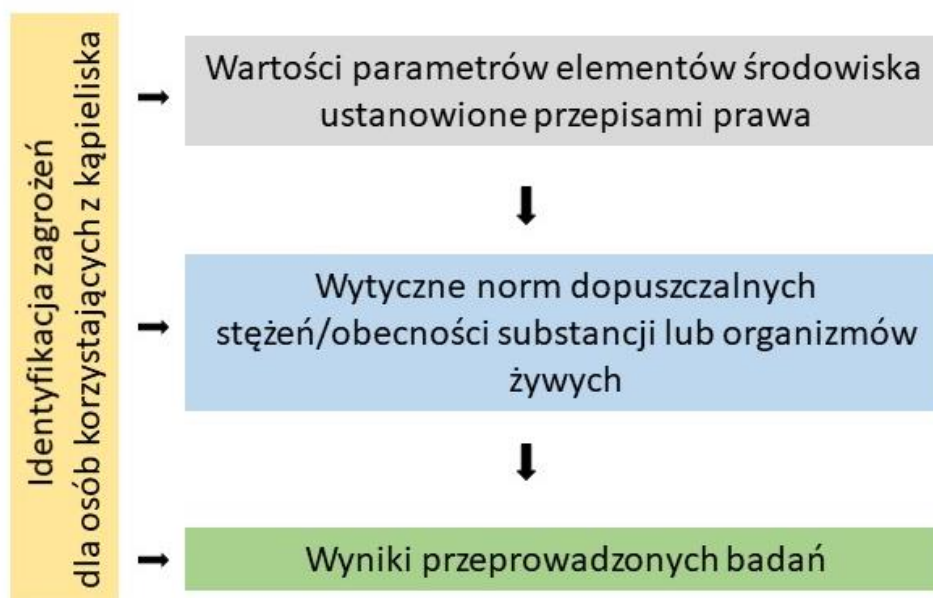 Identyfikacja zagrożeń
dla osób korzystających z kąpieliska
Wartości parametrów elementów środowiska
ustanowione przepisami prawa
Wytyczne norm dopuszczalnych
stężeń/obecności substancji lub organizmów
żywych
Wyniki przeprowadzonych badań